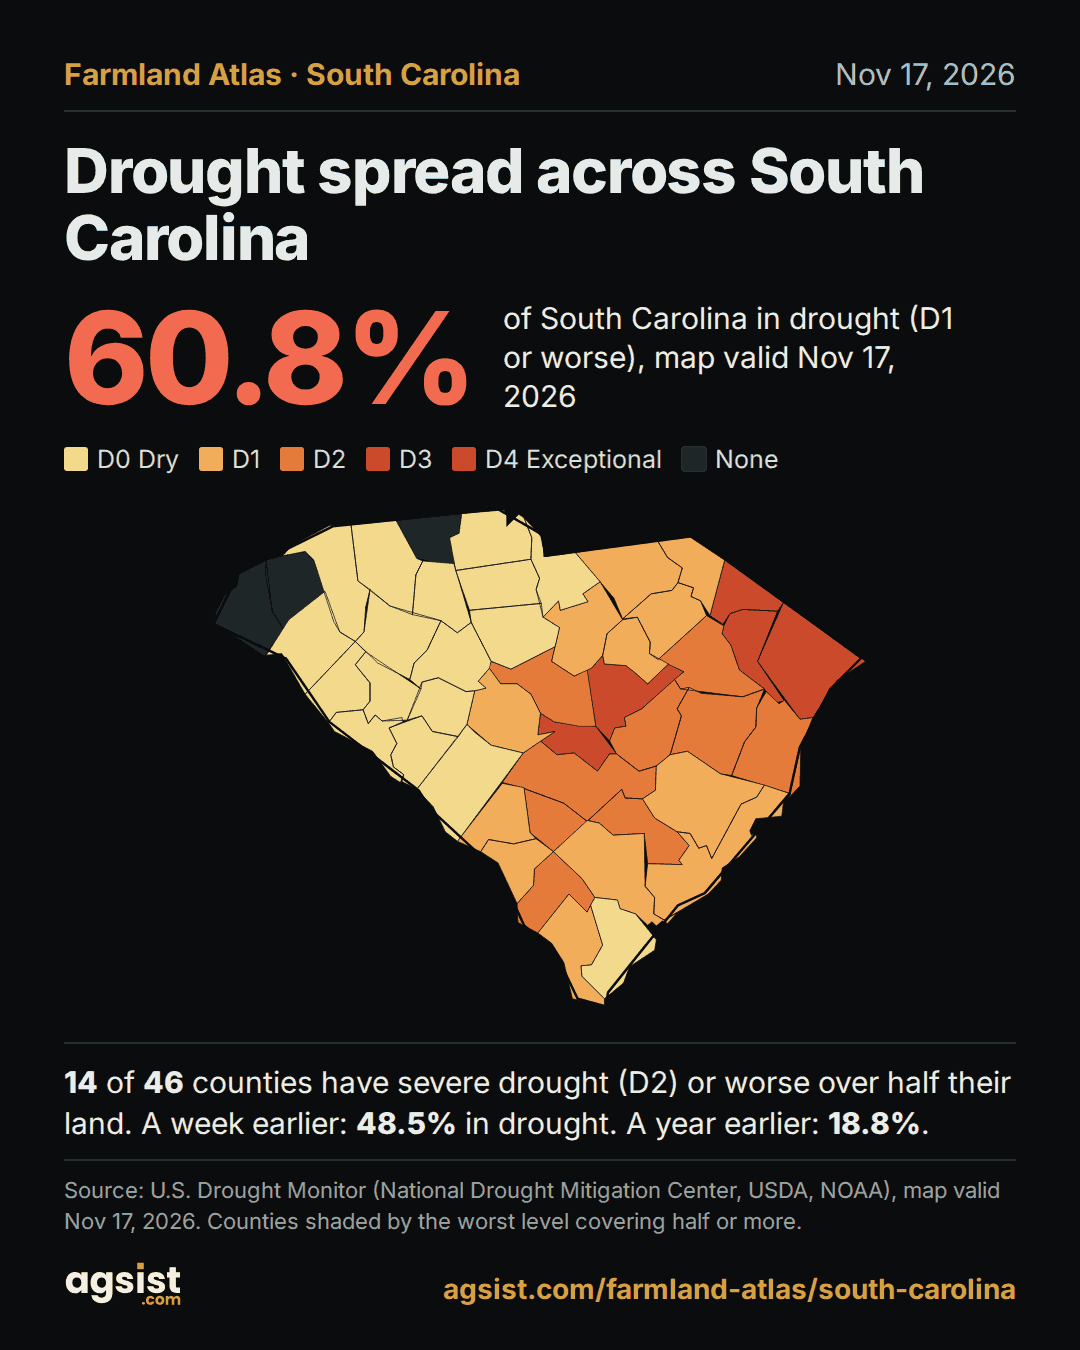 Farmland Atlas · South Carolina
Nov 17, 2026
Drought spread across South
Carolina
60.8%
of South Carolina in drought (D1
or worse), map valid Nov 17,
2026
D0 Dry D1 D2 D3 D4 Exceptional None
14 of 46 counties have severe drought (D2) or worse over half their
land. A week earlier: 48.5% in drought. A year earlier: 18.8%.
Source: U.S. Drought Monitor (National Drought Mitigation Center, USDA, NOAA), map valid
Nov 17, 2026. Counties shaded by the worst level covering half or more.
agsist
.com
agsist.com/farmland-atlas/south-carolina